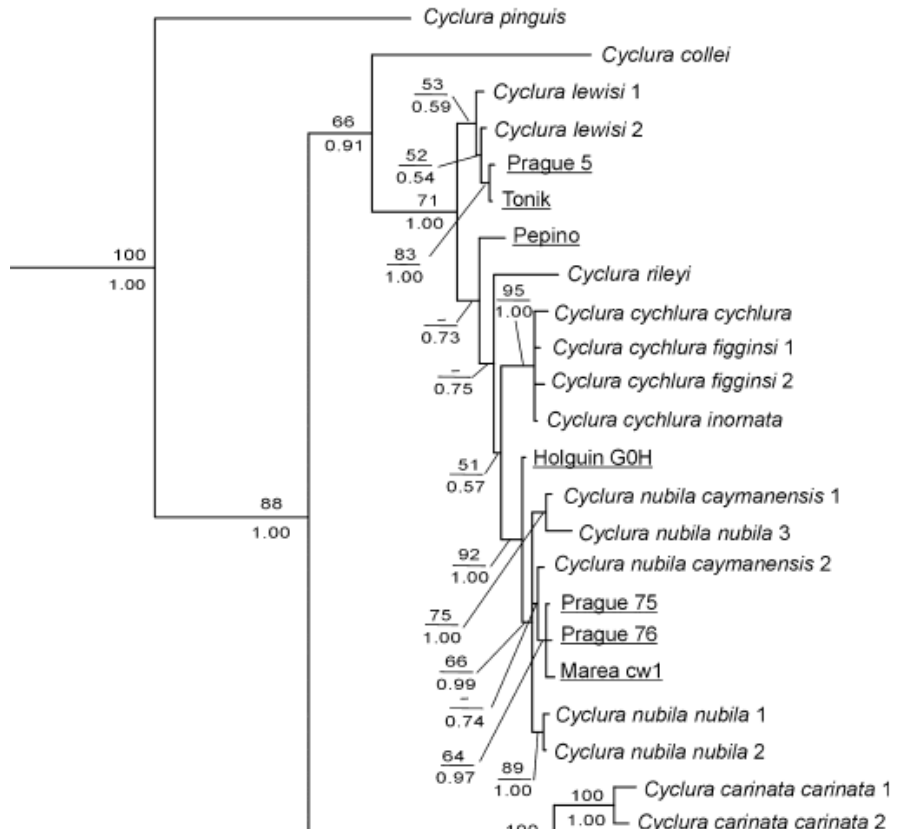 Cyclura pinguis
Cyclura collei
53
0.59
Cyclura lewisi 1
66
0.91
Cyclura lewisi 2
52
0.54
Prague 5
71
1.00
Tonik
83
1.00
Pepino
100
1.00
Cyclura rileyi
95
1.00
Cyclura cychlura cychlura
–
0.73
Cyclura cychlura figginsi 1
–
0.75
Cyclura cychlura figginsi 2
Cyclura cychlura inornata
51
0.57
Holguin G0H
88
1.00
Cyclura nubila caymanensis 1
Cyclura nubila nubila 3
92
1.00
Cyclura nubila caymanensis 2
75
1.00
Prague 75
Prague 76
66
0.99
Marea cw1
–
0.74
Cyclura nubila nubila 1
64
0.97
Cyclura nubila nubila 2
89
1.00
Cyclura carinata carinata 1
100
1.00
Cyclura carinata carinata 2